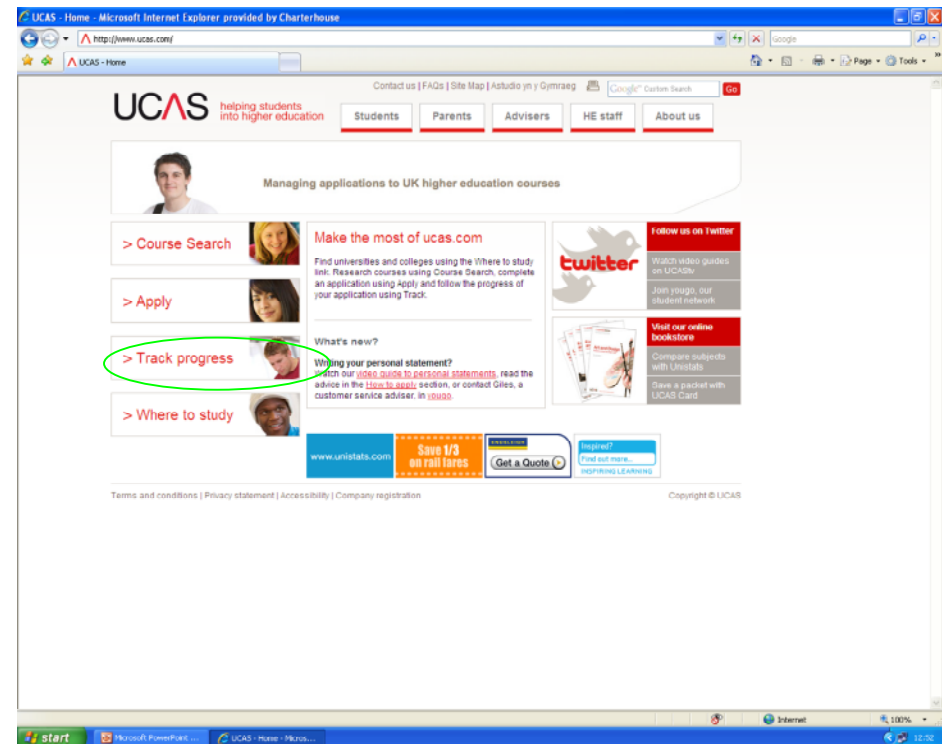 UCAS - Home - Microsoft Internet Explorer provided by Charterhouse
http://www.ucas.com/
Google
UCAS - Home
Page
Tools
Contact us | FAQs | Site Map | Astudio yn y Gymraeg
Google™ Custom Search
Go
UCAS helping students
into higher education
Students
Parents
Advisers
HE staff
About us
Managing applications to UK higher education courses
> Course Search
> Apply
> Track progress
> Where to study
Make the most of ucas.com
Find universities and colleges using the Where to study
link. Research courses using Course Search, complete
an application using Apply and follow the progress of
your application using Track.
What's new?
Writing your personal statement?
Watch our video guide to personal statements, read the
advice in the How to apply section, or contact Giles, a
customer service adviser, in yougo.
twitter
Follow us on Twitter
Watch video guides
on UCAStv
Join yougo, our
student network
Visit our online
bookstore
Compare subjects
with Unistats
Save a packet with
UCAS Card
www.unistats.com
Save 1/3
on rail fares
Get a Quote
Inspired?
Find out more...
INSPIRING LEARNING
Terms and conditions | Privacy statement | Accessibility | Company registration
Copyright © UCAS
Internet
100%
start
Microsoft PowerPoint ...
UCAS - Home - Micros...
12:52